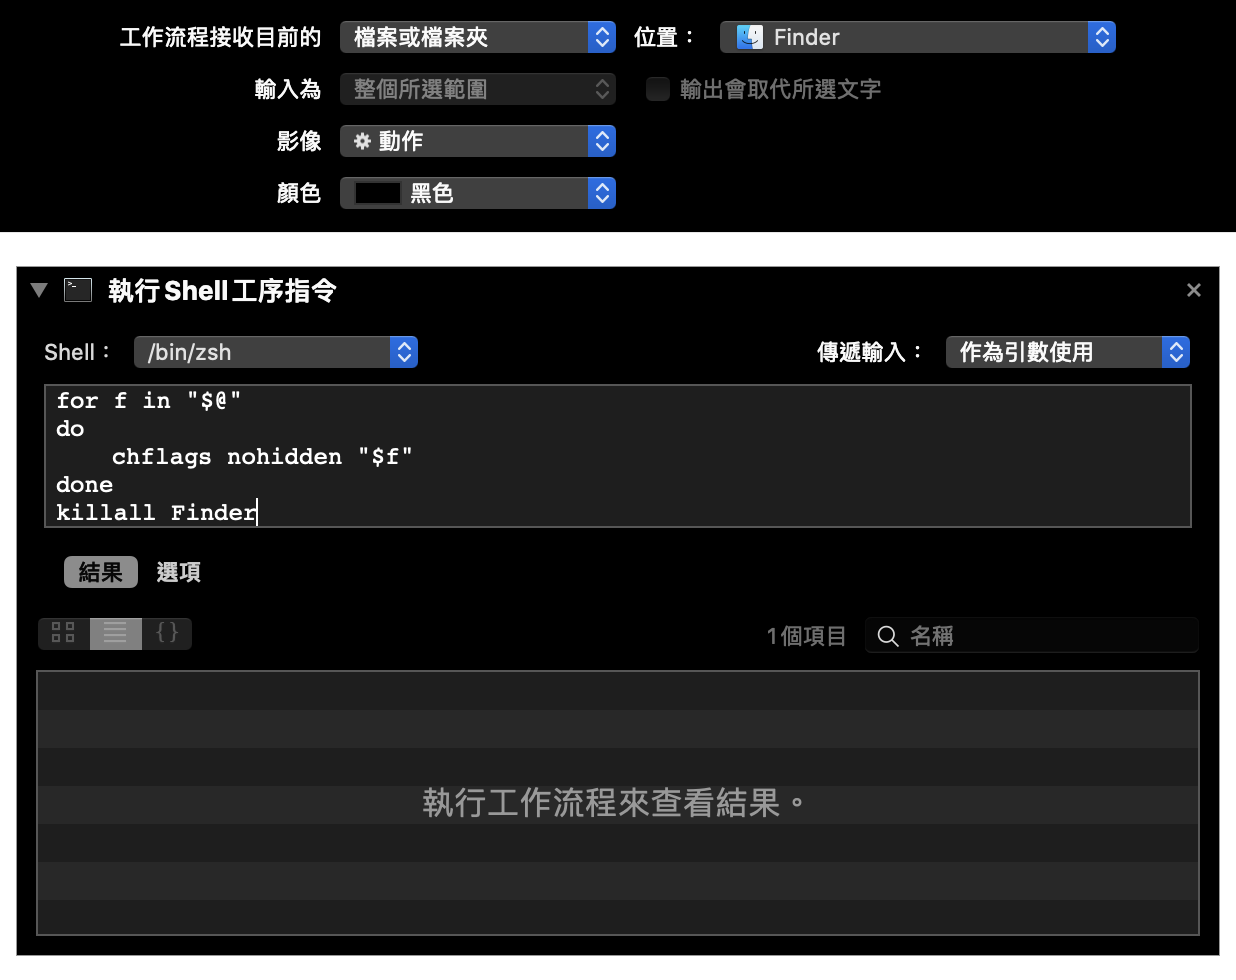 工作流程接收目前的 檔案或檔案夾 位置： Finder
輸入為 整個所選範圍 輸出會取代所選文字
影像 動作
顏色 黑色
執行 Shell 工序指令
Shell： /bin/zsh 傳遞輸入： 作為引數使用
for f in "$@"
do
    chflags nohidden "$f"
done
killall Finder
結果 選項
{} 1 個項目 名稱
執行工作流程來查看結果。